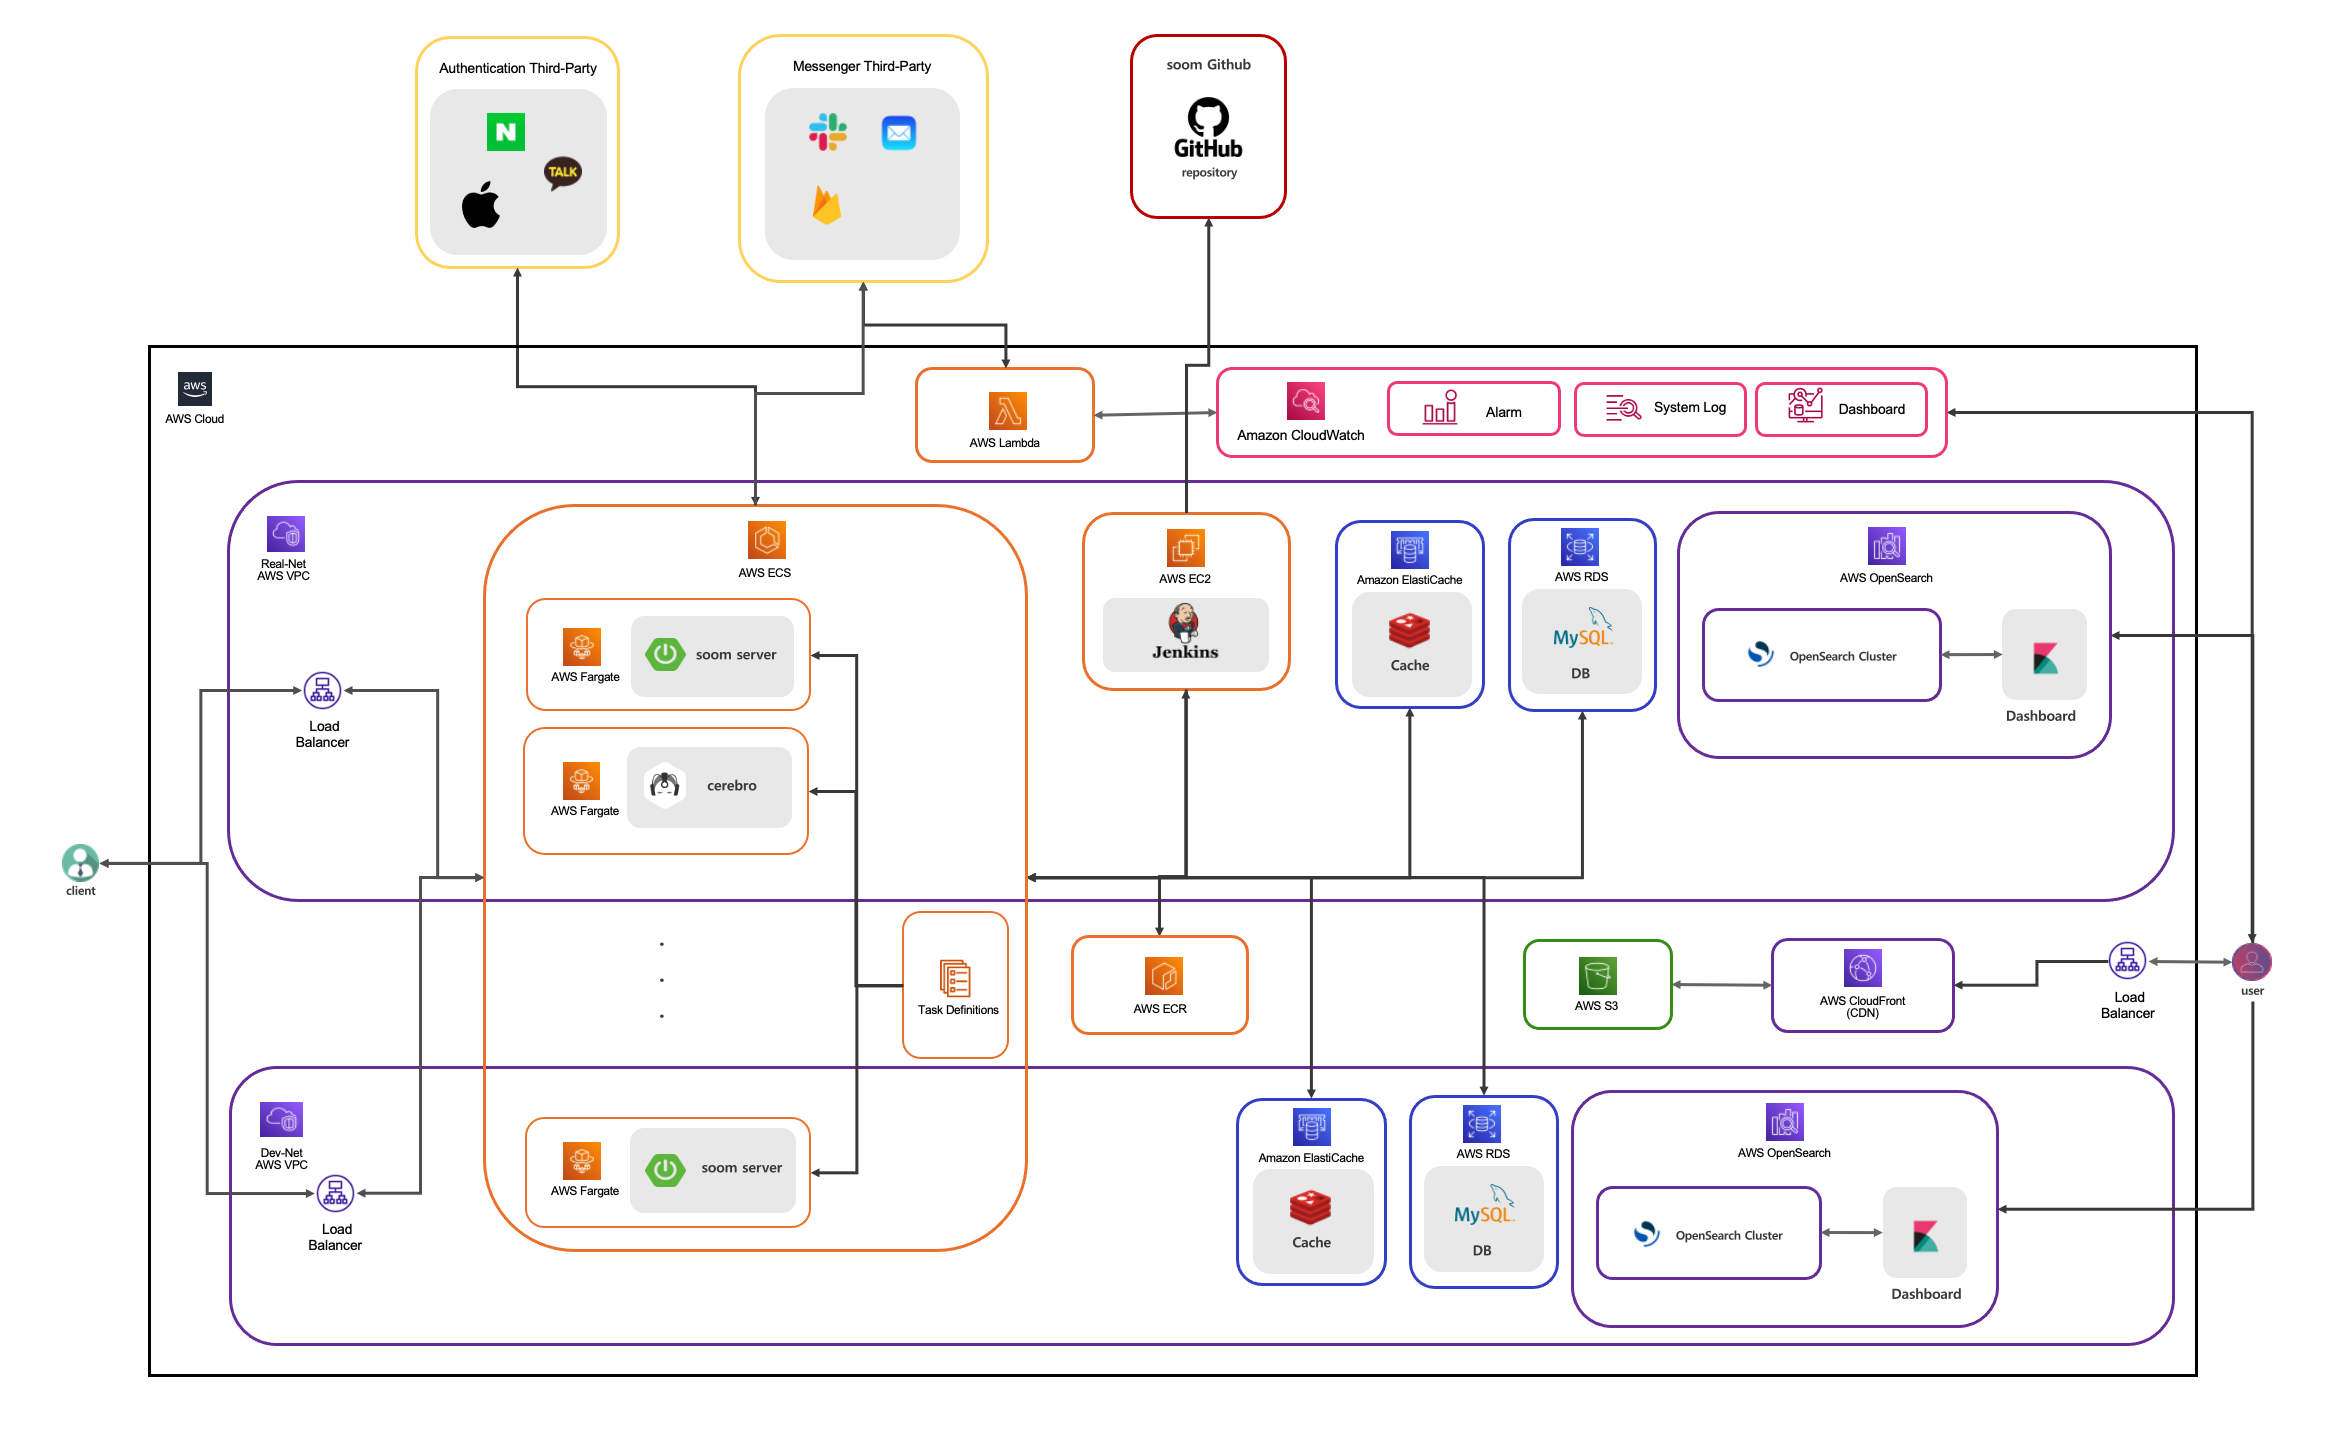 Authentication Third-Party
N
TALK
Messenger Third-Party
soom Github
GitHub
repository
aws
AWS Cloud
AWS Lambda
Amazon CloudWatch
Alarm
System Log
Dashboard
Real-Net
AWS VPC
AWS ECS
AWS Fargate
soom server
AWS Fargate
cerebro
AWS EC2
Jenkins
Amazon ElastiCache
Cache
AWS RDS
MySQL
DB
AWS OpenSearch
OpenSearch Cluster
Dashboard
Load
Balancer
client
.
.
.
Task Definitions
AWS ECR
AWS S3
AWS CloudFront
(CDN)
Load
Balancer
user
Dev-Net
AWS VPC
Load
Balancer
AWS Fargate
soom server
Amazon ElastiCache
Cache
AWS RDS
MySQL
DB
AWS OpenSearch
OpenSearch Cluster
Dashboard